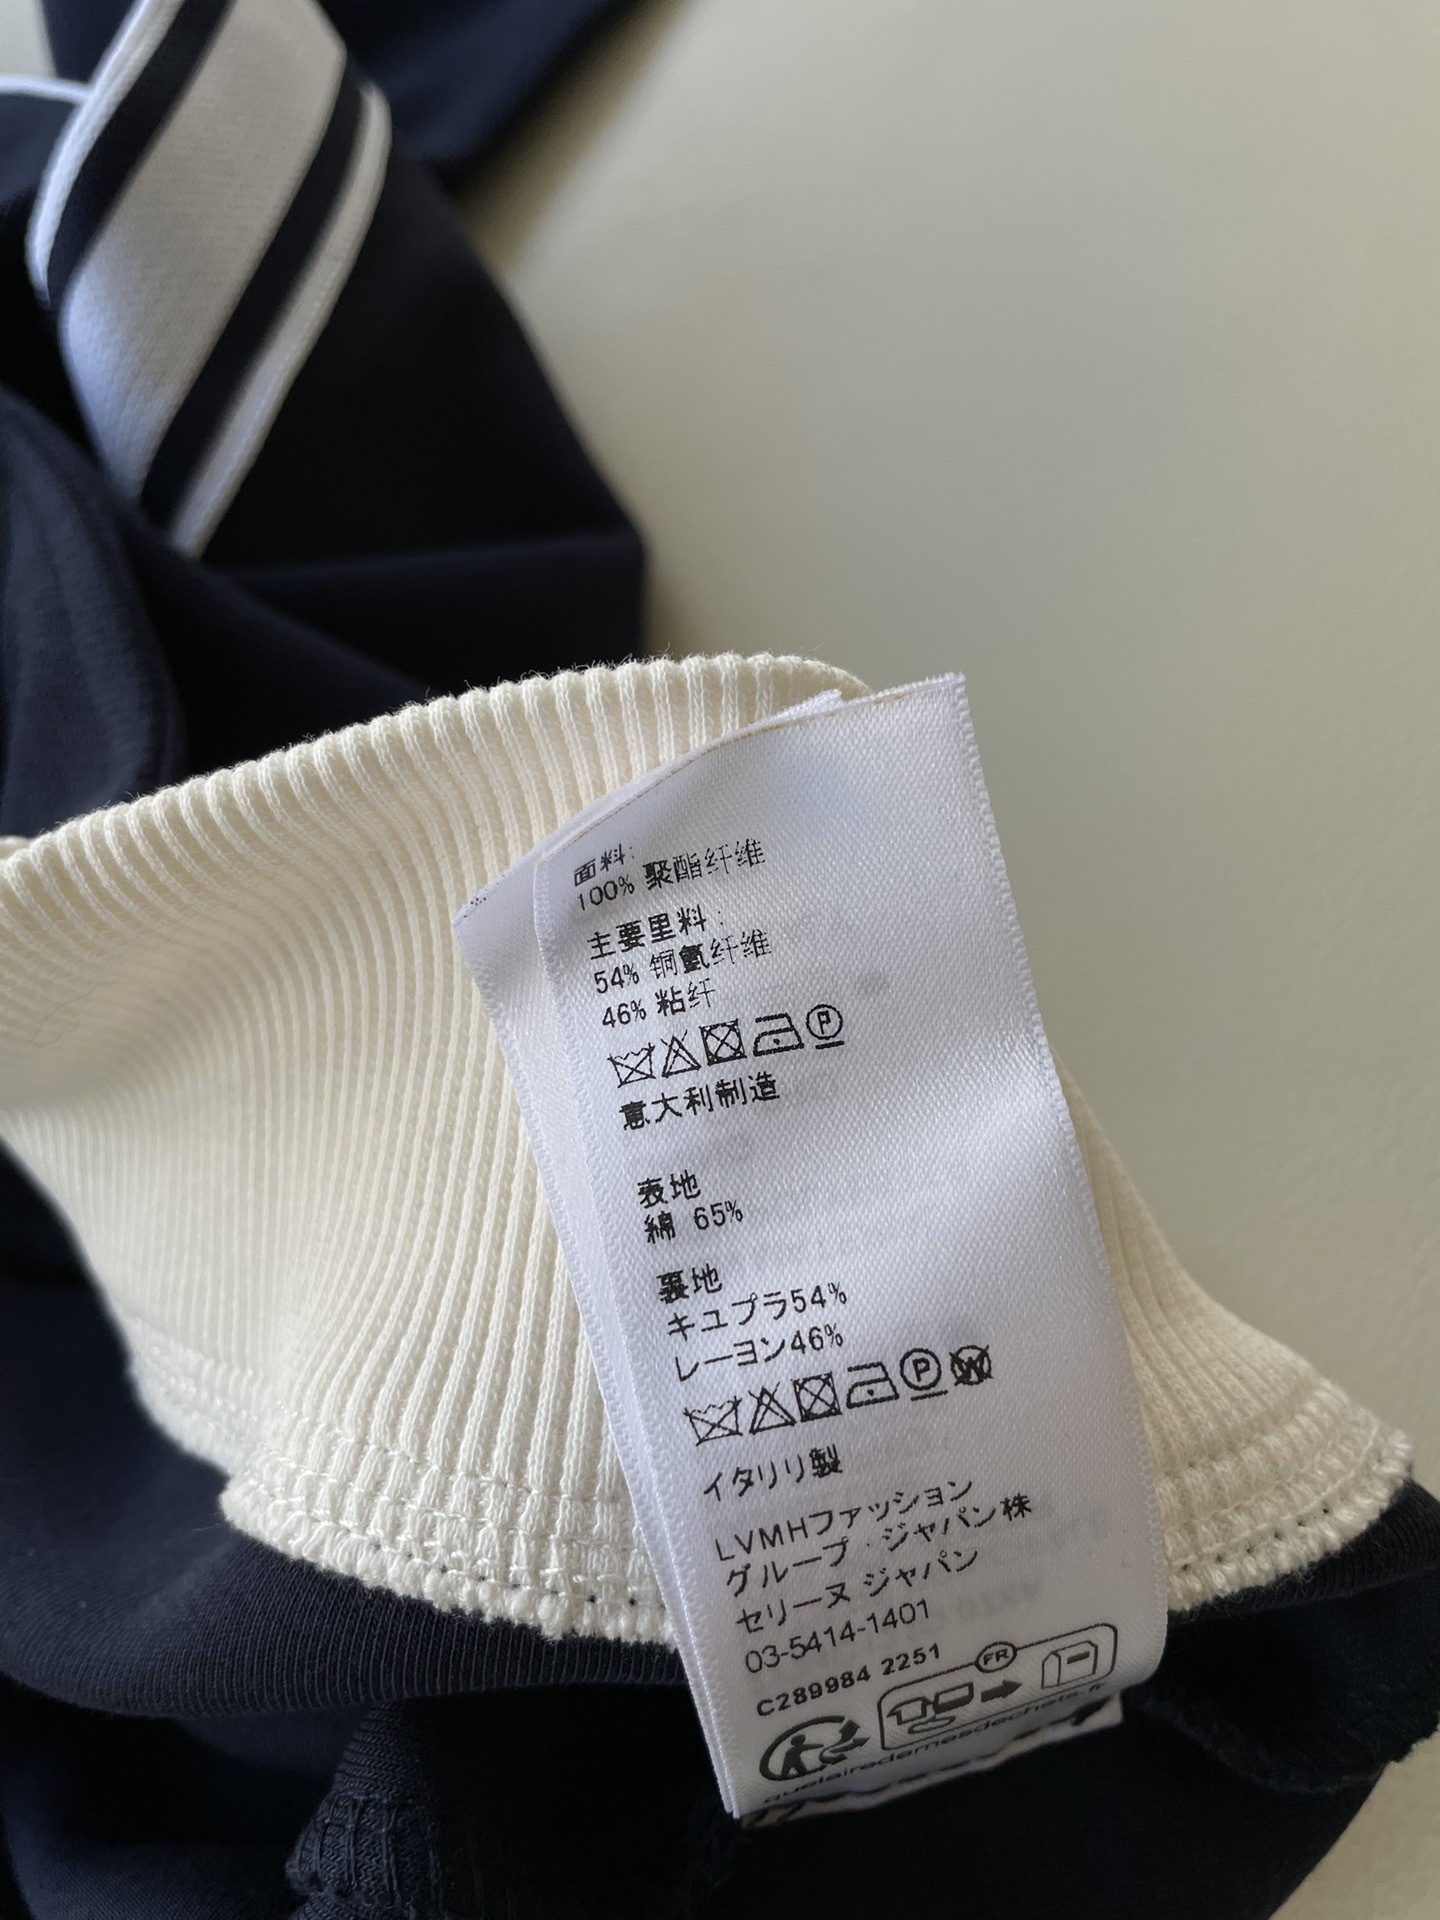 面料:
100% 聚酯纤维
主要里料:
54% 铜氨纤维
46% 粘纤
P
意大利制造
表地
綿 65%
裏地
キュプラ54%
レーヨン46%
P W
イタリリ製
LVMHファッション
グループ・ジャパン株
セリーヌ ジャパン
03-5414-1401
C289984 2251
FR
quefairedemesdechets.fr